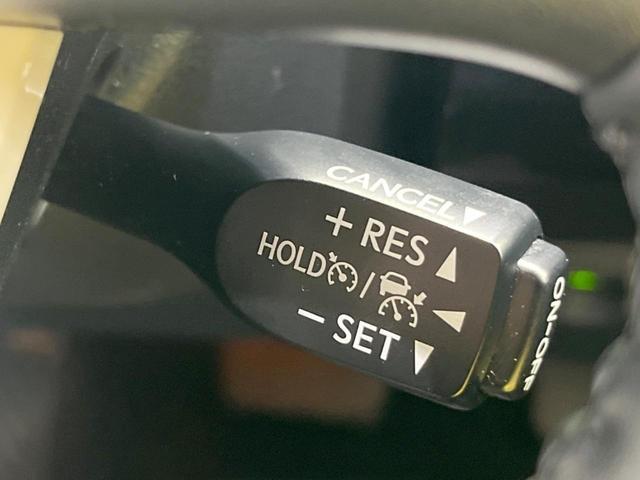 CANCEL▼
+ RES ▲
HOLD / ◀
− SET ▼
ON-OFF